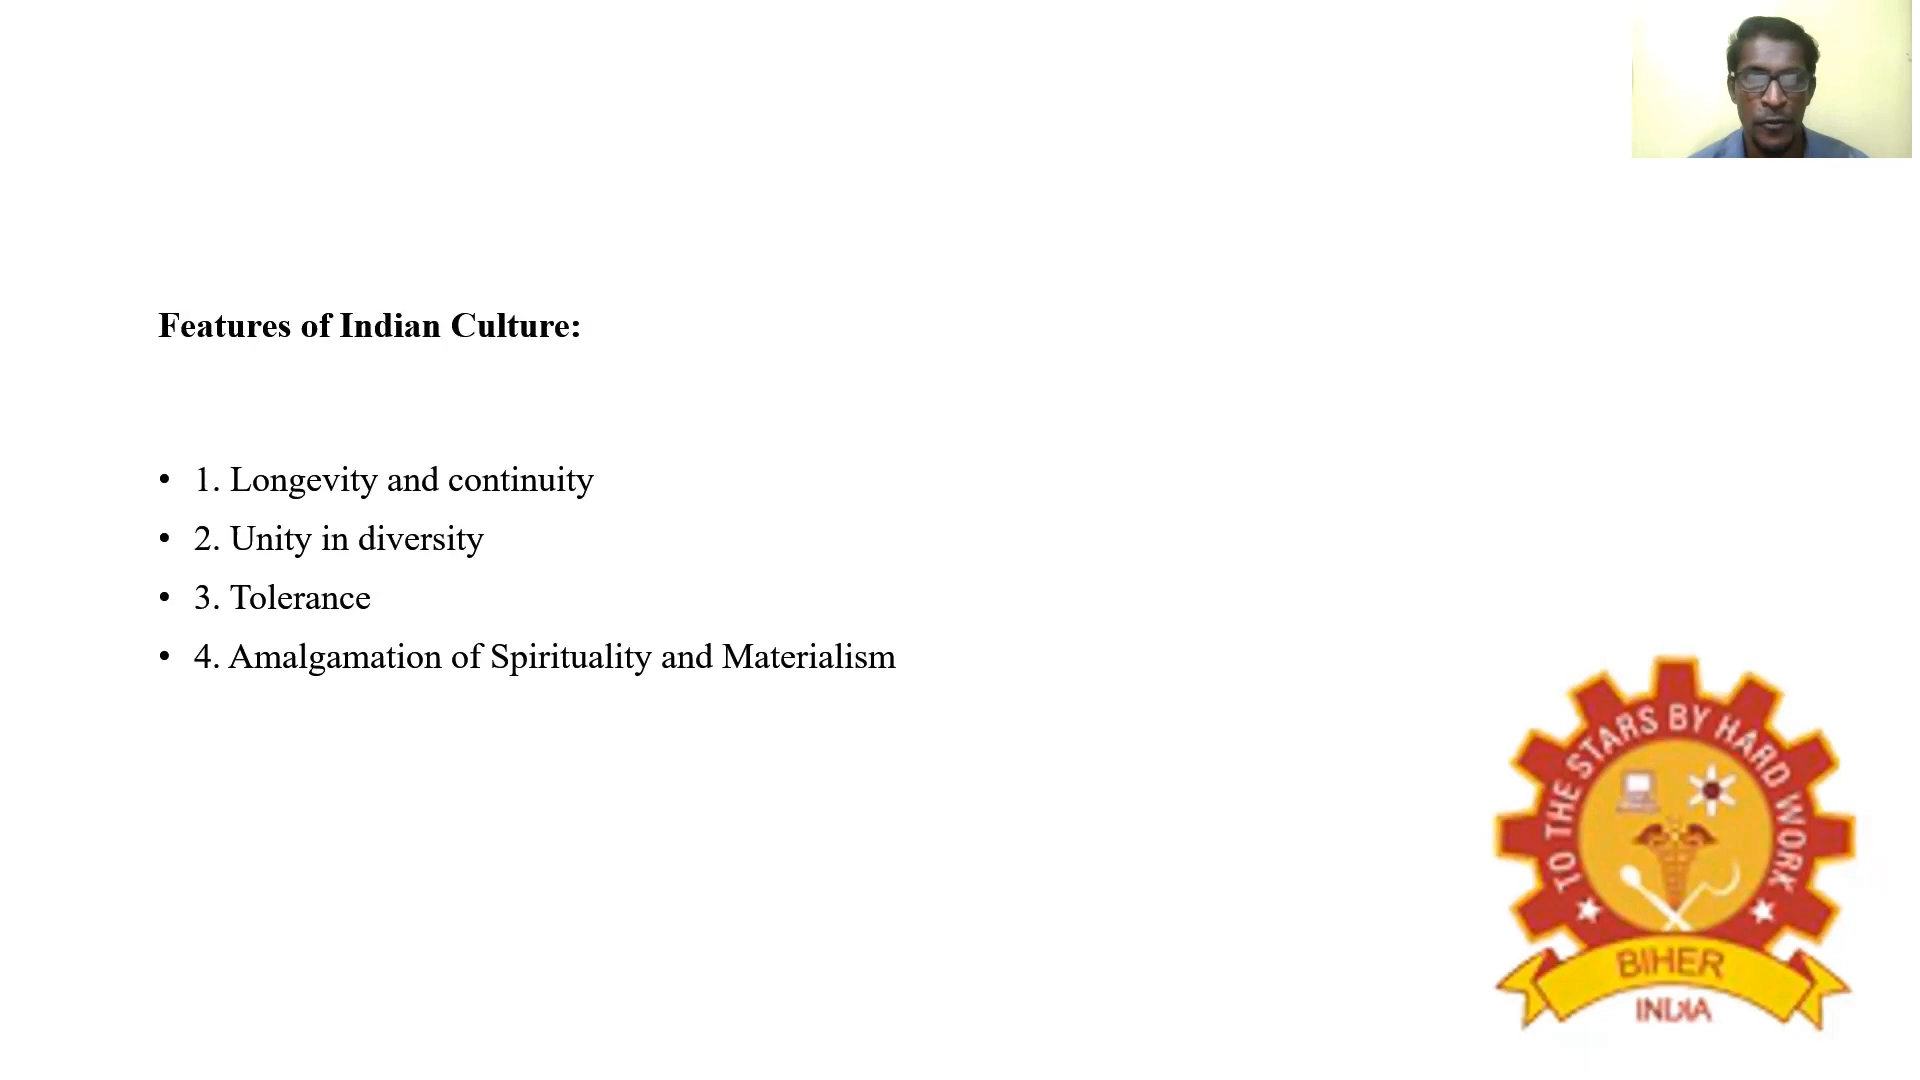 Features of Indian Culture:
• 1. Longevity and continuity
• 2. Unity in diversity
• 3. Tolerance
• 4. Amalgamation of Spirituality and Materialism
TO THE STARS BY HARD WORK
BIHER
INDIA